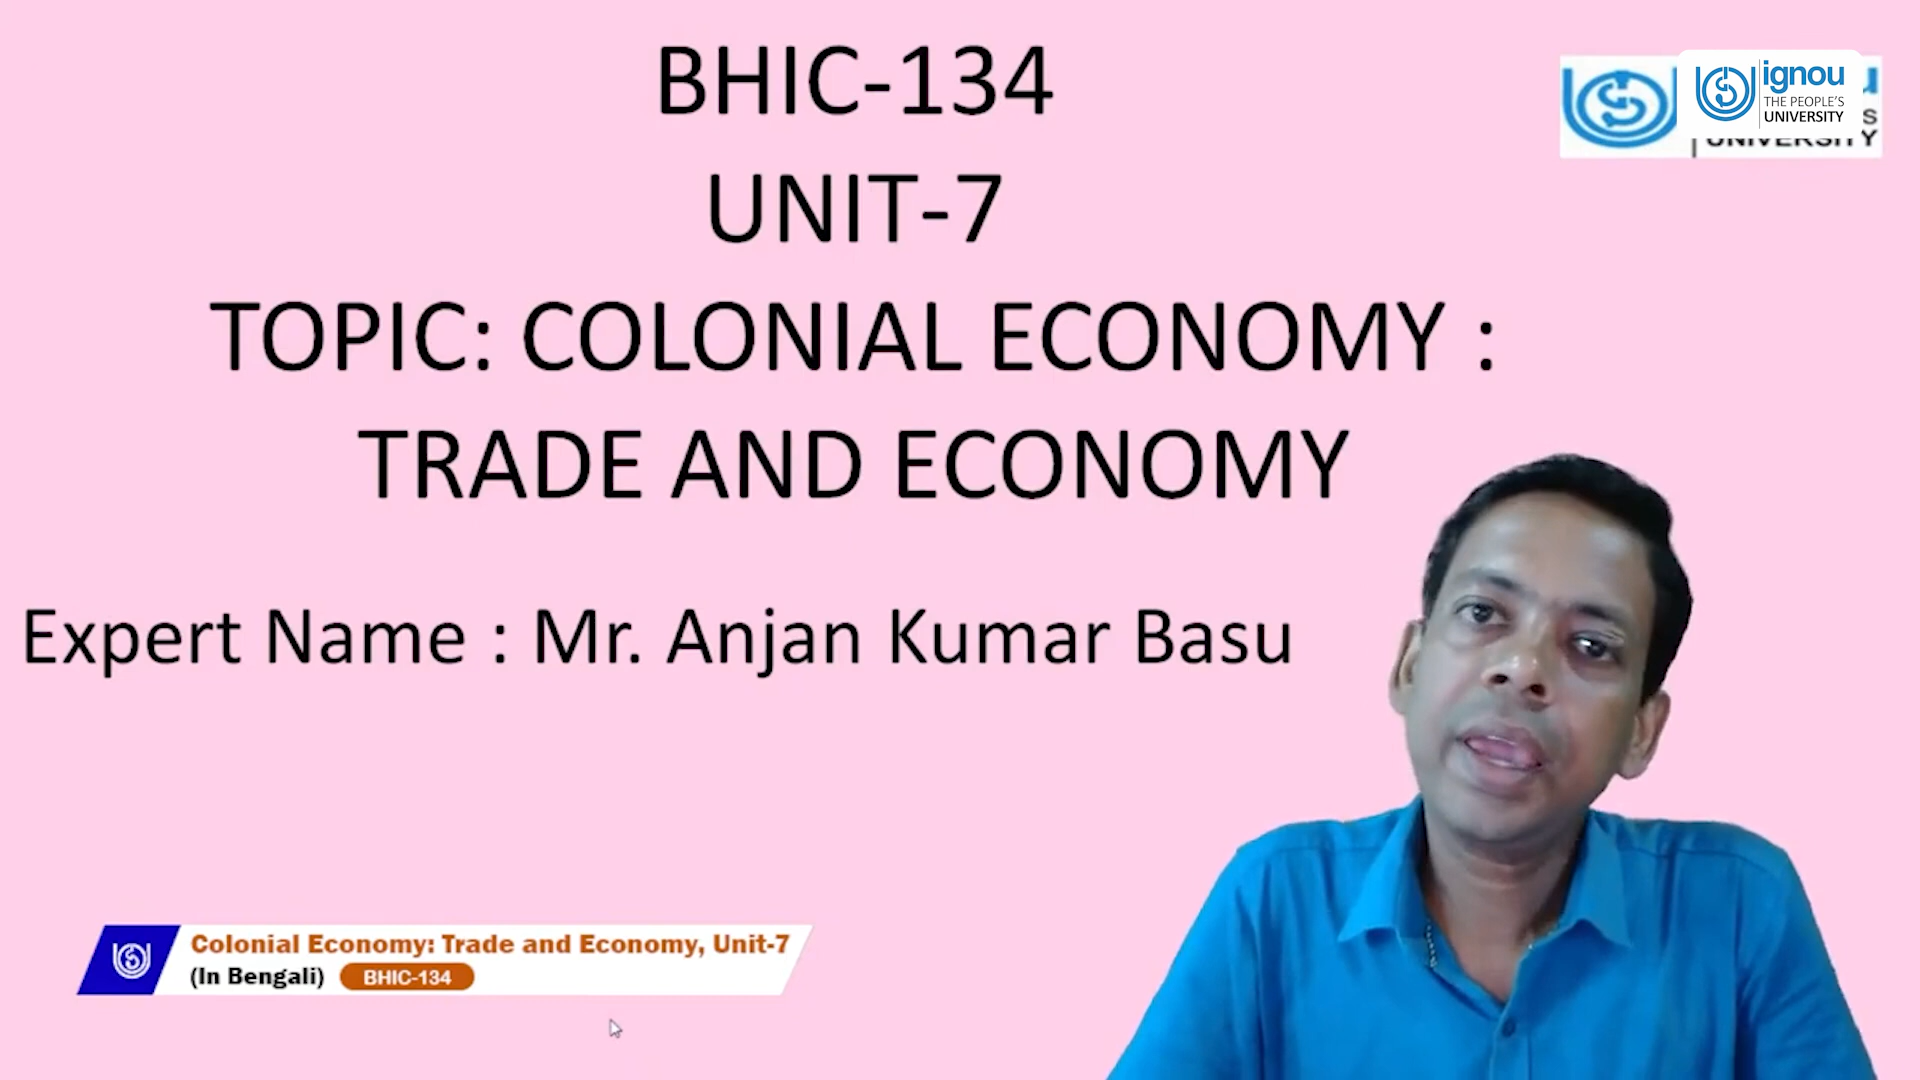 BHIC-134
UNIT-7
TOPIC: COLONIAL ECONOMY :
TRADE AND ECONOMY
Expert Name : Mr. Anjan Kumar Basu
ignou
THE PEOPLE'S
UNIVERSITY
UNIVERSITY
Colonial Economy: Trade and Economy, Unit-7
(In Bengali) BHIC-134